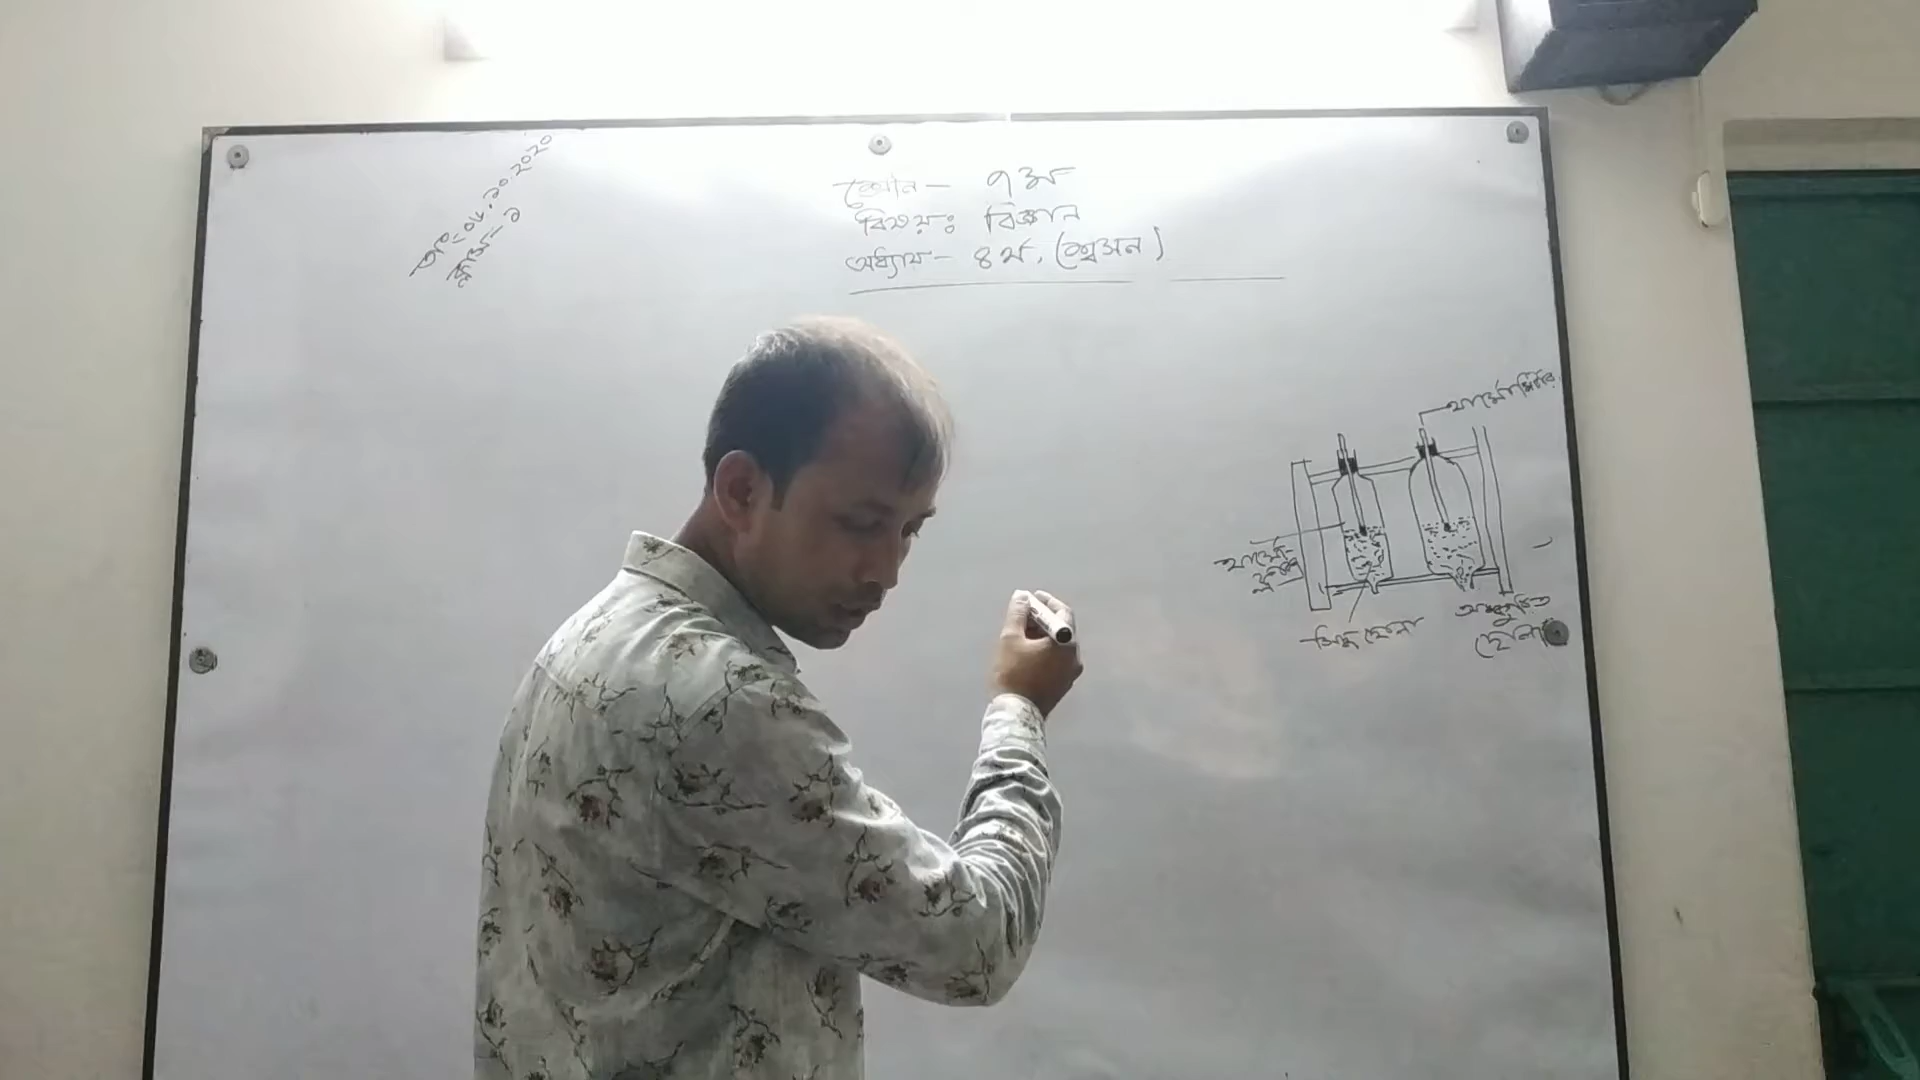 তাং-০৮.১০.২০২০
ক্লাস-১
শ্রেণি- ৭ম
বিষয়ঃ বিজ্ঞান
অধ্যায়- ৪র্থ, (শ্বসন)
থার্মোমিটার
থার্মো-
সিদ্ধ ছোলা
অঙ্কুরিত
ছোলা